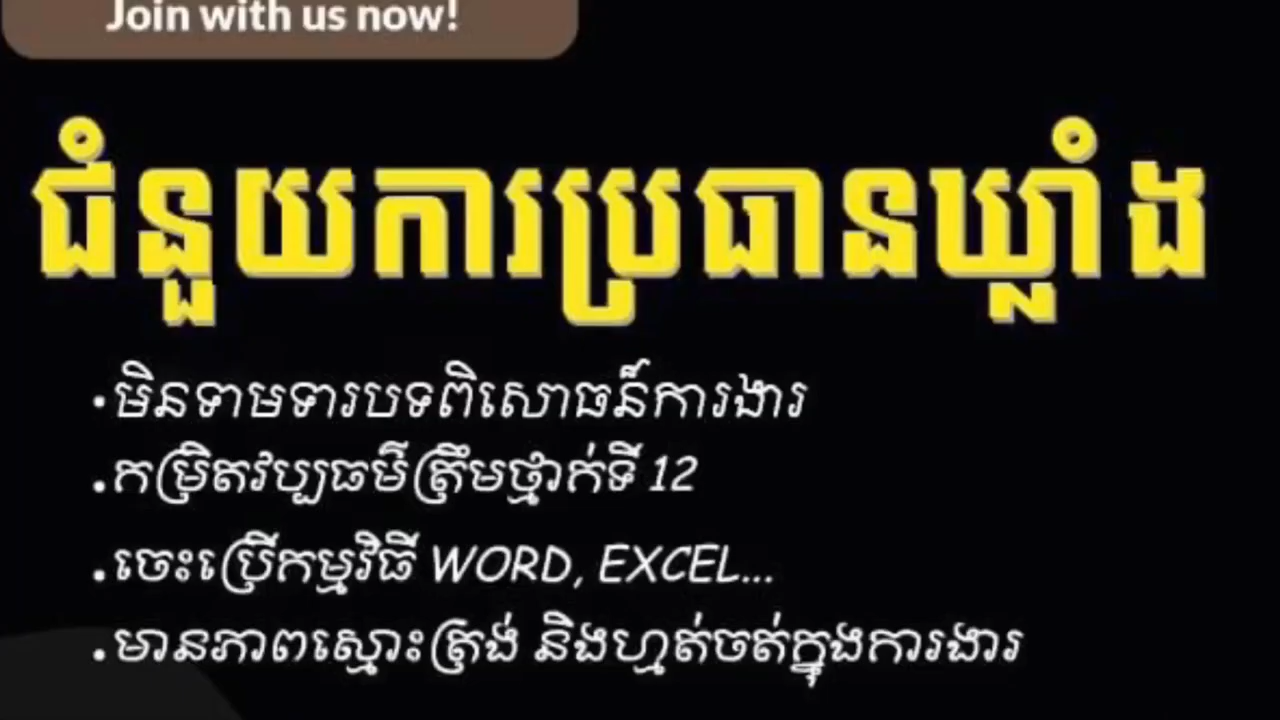 Join with us now!
ជំនួយការប្រធានឃ្លាំង
·មិនទាមទារបទពិសោធន៍ការងារ
.កម្រិតវប្បធម៌ត្រឹមថ្នាក់ទី 12
.ចេះប្រើកម្មវិធី WORD, EXCEL...
.មានភាពស្មោះត្រង់ និងហ្មត់ចត់ក្នុងការងារ